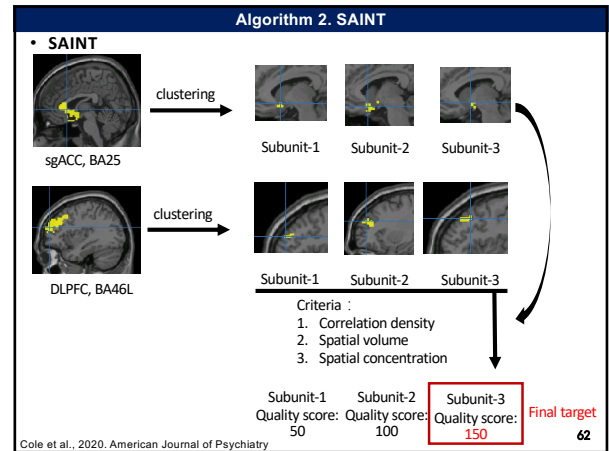 Algorithm 2. SAINT
• SAINT
clustering
sgACC, BA25
Subunit-1
Subunit-2
Subunit-3
clustering
DLPFC, BA46L
Subunit-1
Subunit-2
Subunit-3
Criteria：
1. Correlation density
2. Spatial volume
3. Spatial concentration
Subunit-1
Quality score:
50
Subunit-2
Quality score:
100
Subunit-3
Quality score:
150
Final target
Cole et al., 2020. American Journal of Psychiatry
62